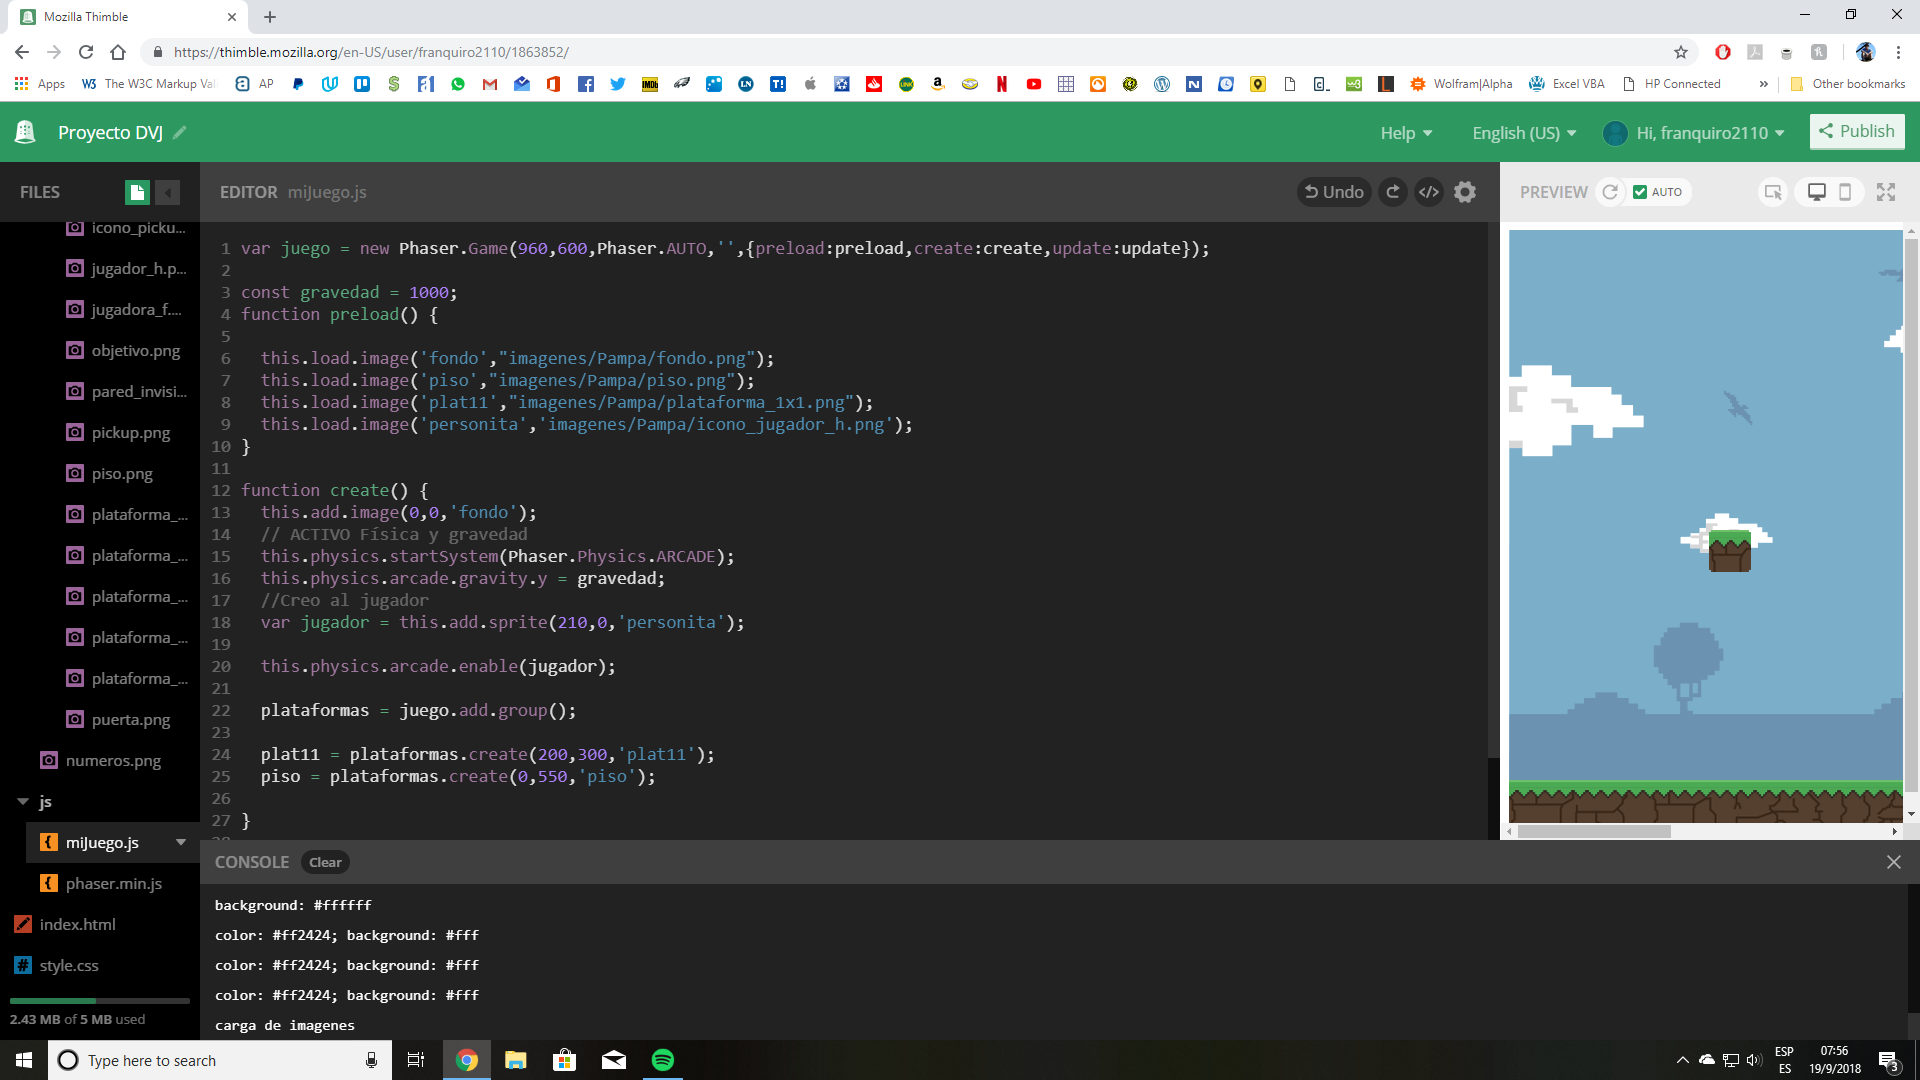 Mozilla Thimble
https://thimble.mozilla.org/en-US/user/franquiro2110/1863852/
Apps
The W3C Markup Va
AP
Wolfram|Alpha
Excel VBA
HP Connected
Other bookmarks
Proyecto DVJ
Help
English (US)
Hi, franquiro2110
Publish
FILES
EDITOR miJuego.js
Undo
PREVIEW
AUTO
icono_picku...
jugador_h.p...
jugadora_f....
objetivo.png
pared_invisi...
pickup.png
piso.png
plataforma_...
plataforma_...
plataforma_...
plataforma_...
plataforma_...
puerta.png
numeros.png
js
miJuego.js
phaser.min.js
index.html
style.css
2.43 MB of 5 MB used
1 var juego = new Phaser.Game(960,600,Phaser.AUTO,'',{preload:preload,create:create,update:update});
2
3 const gravedad = 1000;
4 function preload() {
5
6 this.load.image('fondo',"imagenes/Pampa/fondo.png");
7 this.load.image('piso',"imagenes/Pampa/piso.png");
8 this.load.image('plat11',"imagenes/Pampa/plataforma_1x1.png");
9 this.load.image('personita','imagenes/Pampa/icono_jugador_h.png');
10 }
11
12 function create() {
13 this.add.image(0,0,'fondo');
14 // ACTIVO Física y gravedad
15 this.physics.startSystem(Phaser.Physics.ARCADE);
16 this.physics.arcade.gravity.y = gravedad;
17 //Creo al jugador
18 var jugador = this.add.sprite(210,0,'personita');
19
20 this.physics.arcade.enable(jugador);
21
22 plataformas = juego.add.group();
23
24 plat11 = plataformas.create(200,300,'plat11');
25 piso = plataformas.create(0,550,'piso');
26
27 }
CONSOLE Clear
background: #ffffff
color: #ff2424; background: #fff
color: #ff2424; background: #fff
color: #ff2424; background: #fff
carga de imagenes
Type here to search
ESP
ES
07:56
19/9/2018
3